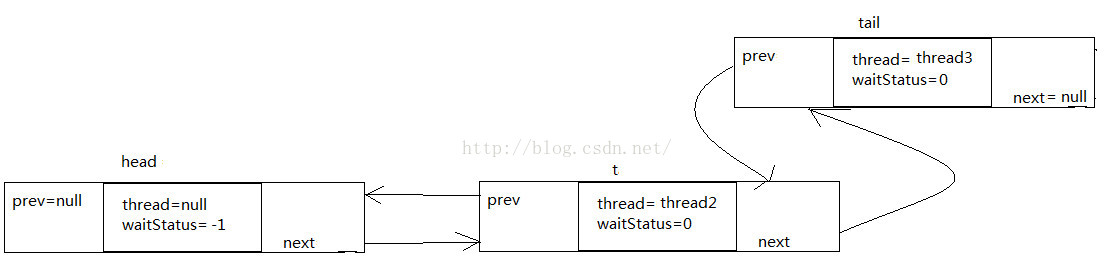 tail
prev
thread= thread3
waitStatus=0
next= null
http://blog.csdn.net/
head
t
prev=null
thread=null
waitStatus= -1
next
prev
thread= thread2
waitStatus=0
next